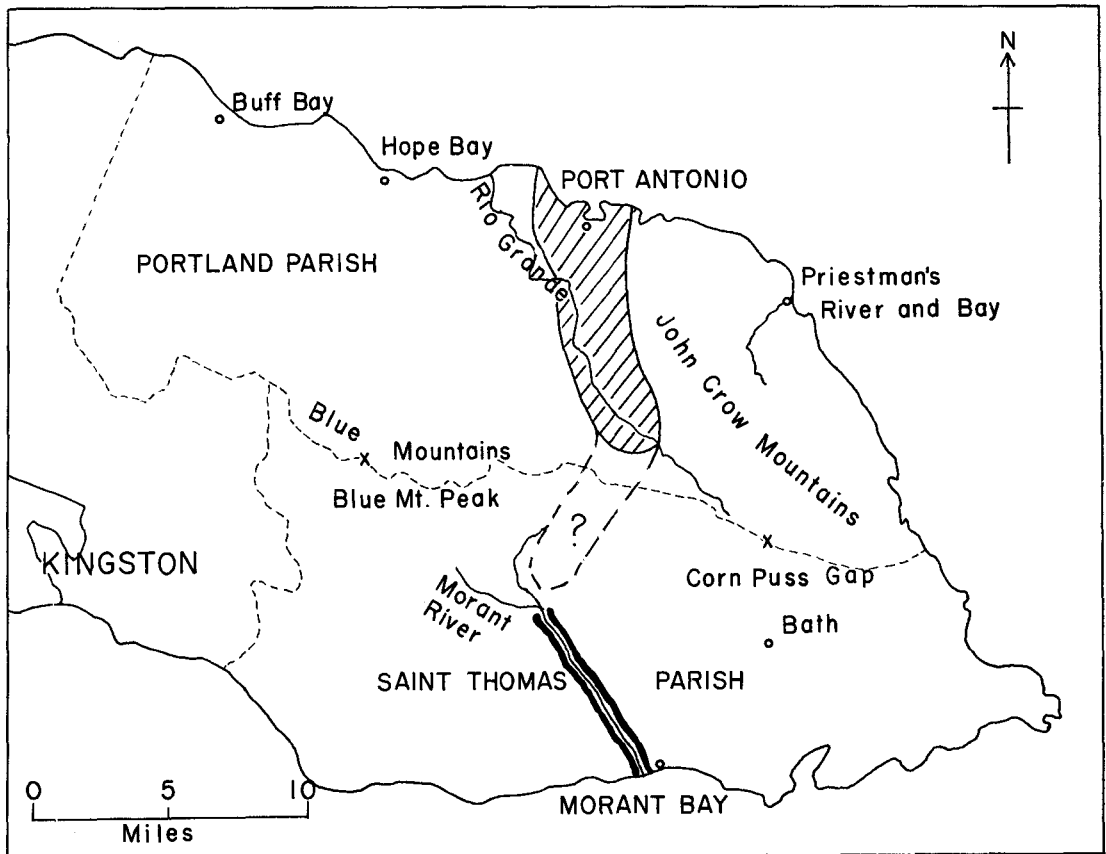 N
Buff Bay
Hope Bay
PORT ANTONIO
Rio Grande
PORTLAND PARISH
Priestman's
River and Bay
John Crow Mountains
Blue
Mountains
Blue Mt. Peak
?
KINGSTON
Corn Puss Gap
Morant
River
Bath
SAINT THOMAS PARISH
0 5 10
Miles
MORANT BAY